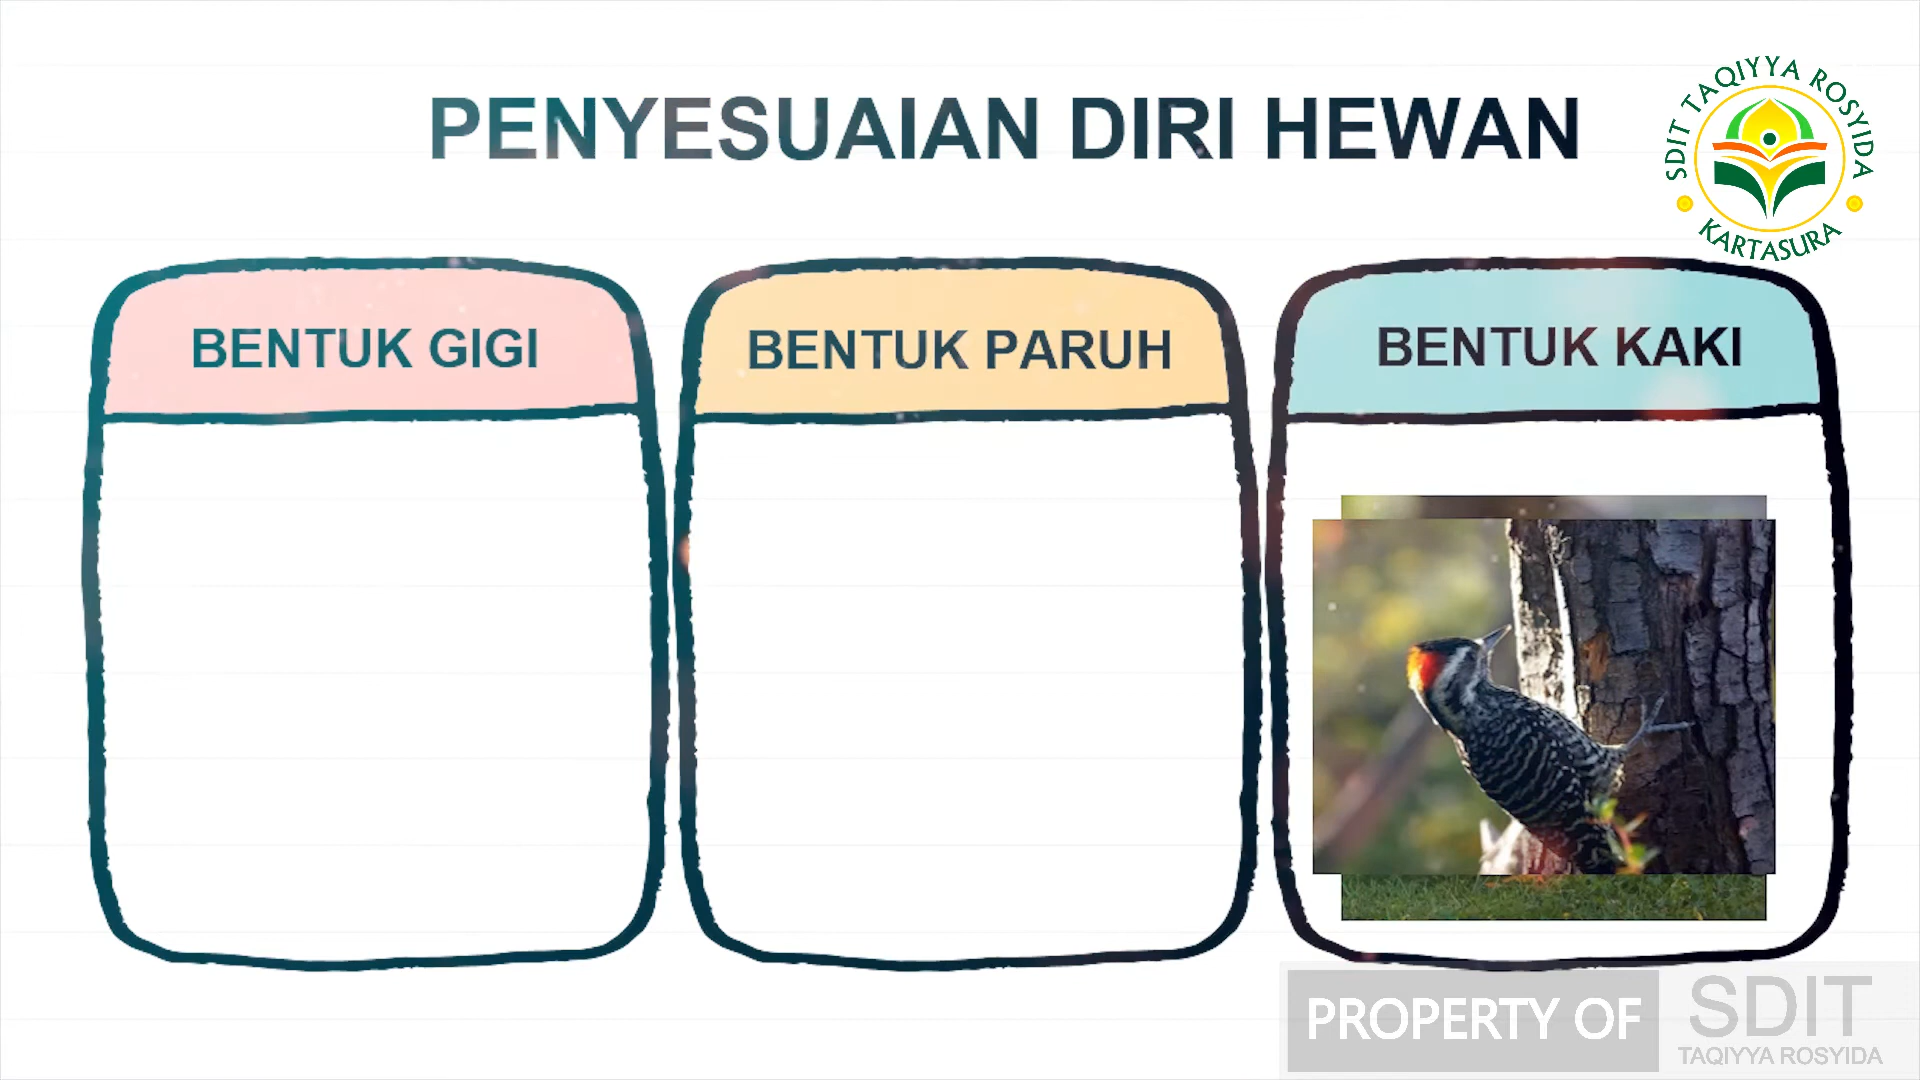 PENYESUAIAN DIRI HEWAN
SDIT TAQIYYA ROSYIDA
KARTASURA
BENTUK GIGI
BENTUK PARUH
BENTUK KAKI
PROPERTY OF
SDIT
TAQIYYA ROSYIDA